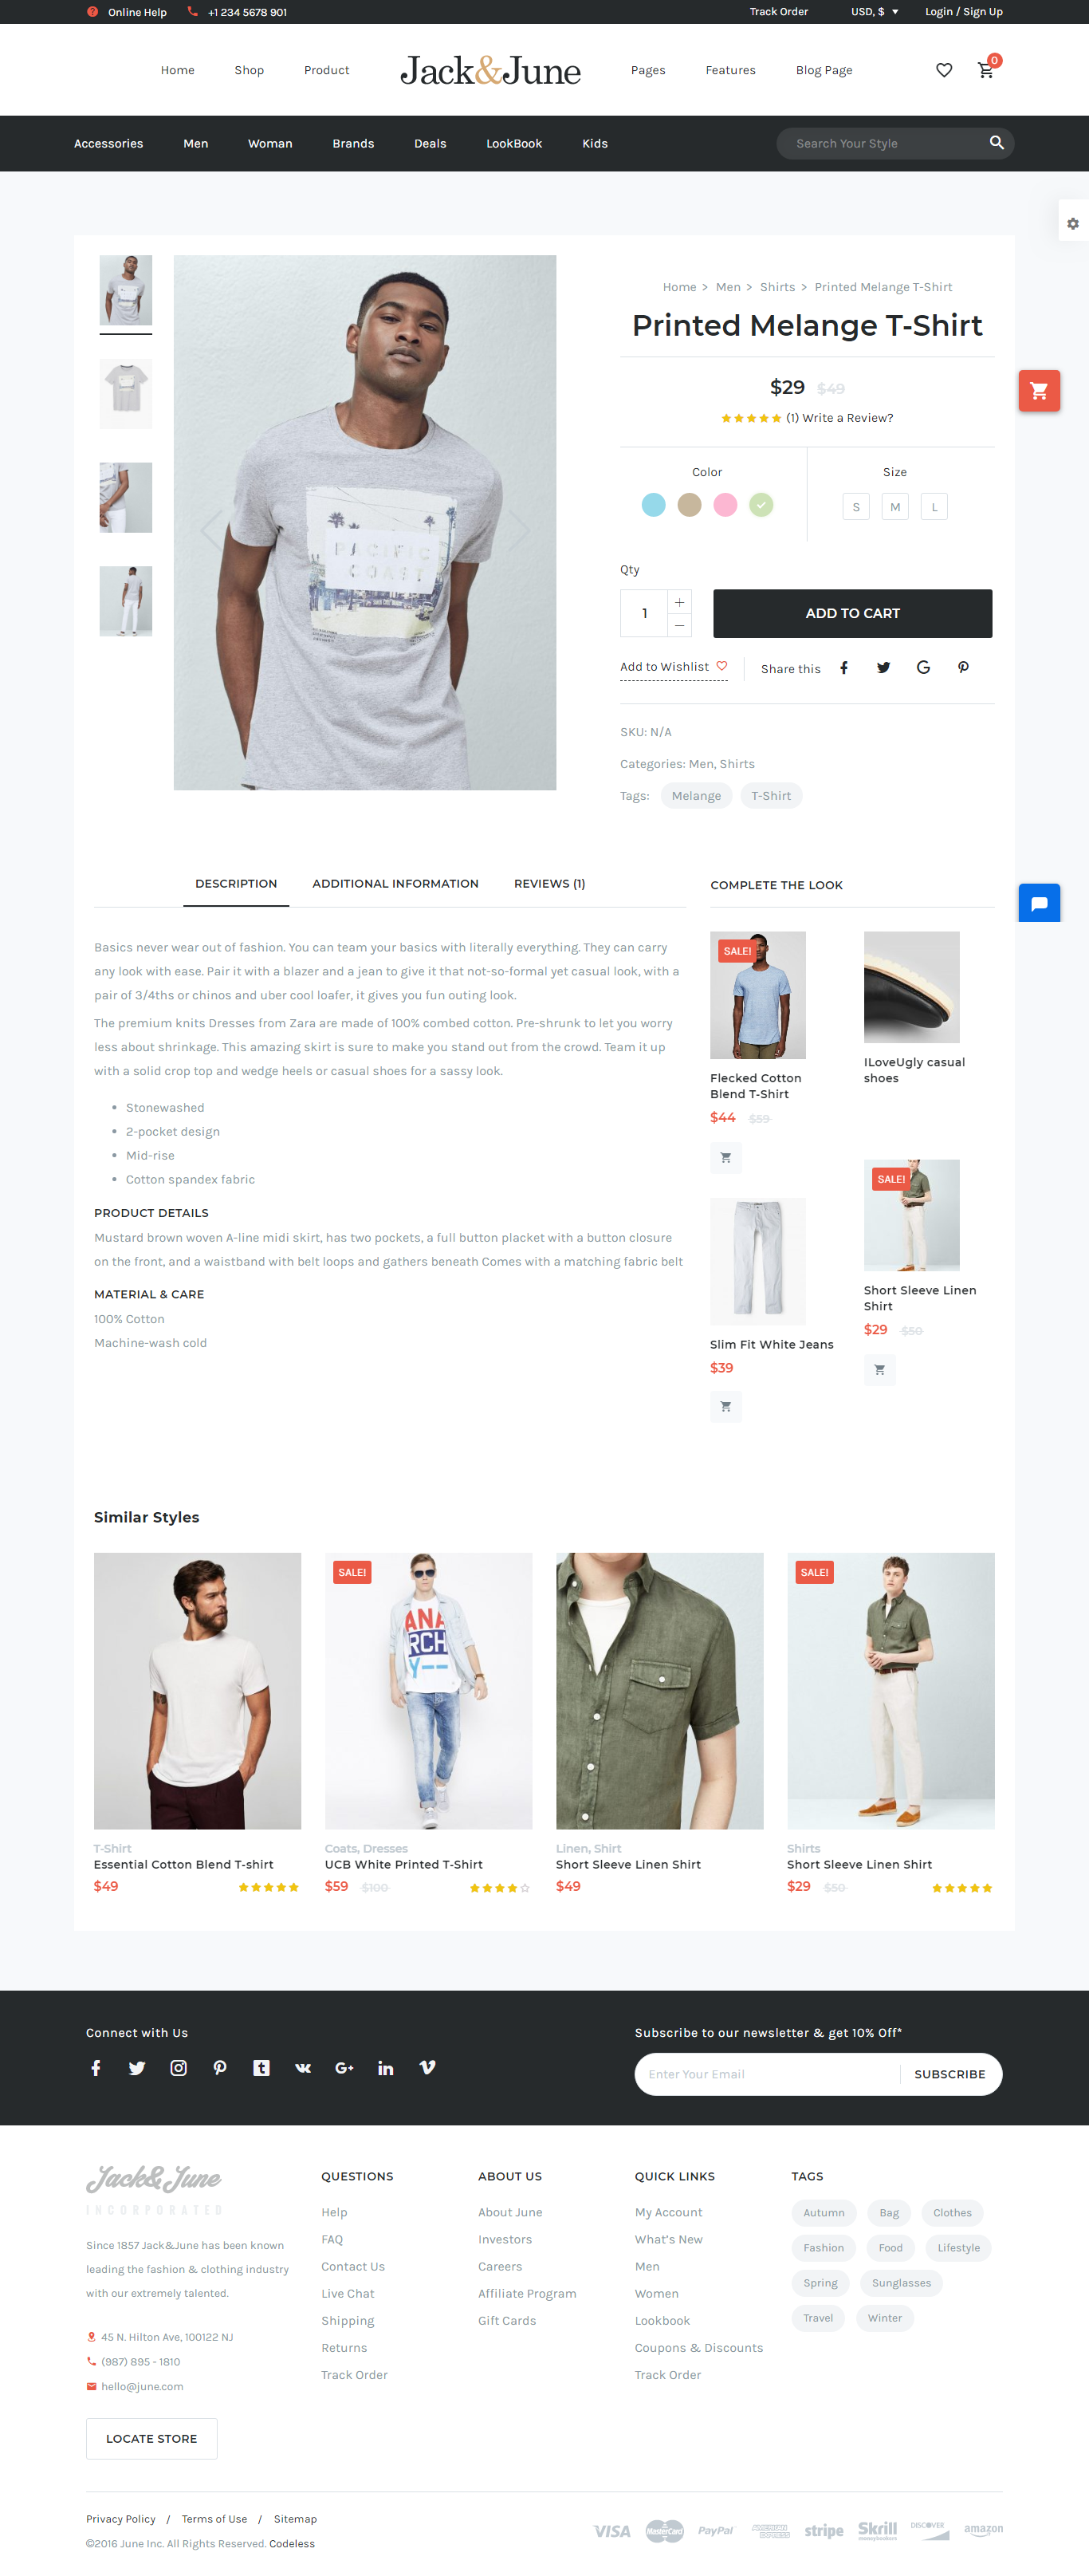 Online Help +1 234 5678 901 Track Order USD, $ Login / Sign Up
Home Shop Product Jack&June Pages Features Blog Page 0
Accessories Men Woman Brands Deals LookBook Kids Search Your Style
Home > Men > Shirts > Printed Melange T-Shirt
Printed Melange T-Shirt
$29 $49
(1) Write a Review?
Color Size
S M L
PACIFIC
COAST
Qty
1 ADD TO CART
Add to Wishlist Share this
SKU: N/A
Categories: Men, Shirts
Tags: Melange T-Shirt
DESCRIPTION ADDITIONAL INFORMATION REVIEWS (1)
Basics never wear out of fashion. You can team your basics with literally everything. They can carry
any look with ease. Pair it with a blazer and a jean to give it that not-so-formal yet casual look, with a
pair of 3/4ths or chinos and uber cool loafer, it gives you fun outing look.
The premium knits Dresses from Zara are made of 100% combed cotton. Pre-shrunk to let you worry
less about shrinkage. This amazing skirt is sure to make you stand out from the crowd. Team it up
with a solid crop top and wedge heels or casual shoes for a sassy look.
Stonewashed
2-pocket design
Mid-rise
Cotton spandex fabric
PRODUCT DETAILS
Mustard brown woven A-line midi skirt, has two pockets, a full button placket with a button closure
on the front, and a waistband with belt loops and gathers beneath Comes with a matching fabric belt
MATERIAL & CARE
100% Cotton
Machine-wash cold
COMPLETE THE LOOK
SALE!
Flecked Cotton
Blend T-Shirt
$44 $59
ILoveUgly casual
shoes
Slim Fit White Jeans
$39
SALE!
Short Sleeve Linen
Shirt
$29 $50
Similar Styles
SALE! SALE!
ANA
RCH
Y
T-Shirt
Essential Cotton Blend T-shirt
$49
Coats, Dresses
UCB White Printed T-Shirt
$59 $100
Linen, Shirt
Short Sleeve Linen Shirt
$49
Shirts
Short Sleeve Linen Shirt
$29 $50
Connect with Us
Subscribe to our newsletter & get 10% Off*
Enter Your Email SUBSCRIBE
Jack&June
INCORPORATED
Since 1857 Jack&June has been known
leading the fashion & clothing industry
with our extremely talented.
45 N. Hilton Ave, 100122 NJ
(987) 895 - 1810
hello@june.com
LOCATE STORE
QUESTIONS
Help
FAQ
Contact Us
Live Chat
Shipping
Returns
Track Order
ABOUT US
About June
Investors
Careers
Affiliate Program
Gift Cards
QUICK LINKS
My Account
What's New
Men
Women
Lookbook
Coupons & Discounts
Track Order
TAGS
Autumn Bag Clothes
Fashion Food Lifestyle
Spring Sunglasses
Travel Winter
Privacy Policy / Terms of Use / Sitemap
©2016 June Inc. All Rights Reserved. Codeless
VISA MasterCard PayPal AMERICAN EXPRESS stripe Skrill moneybookers DISCOVER amazon